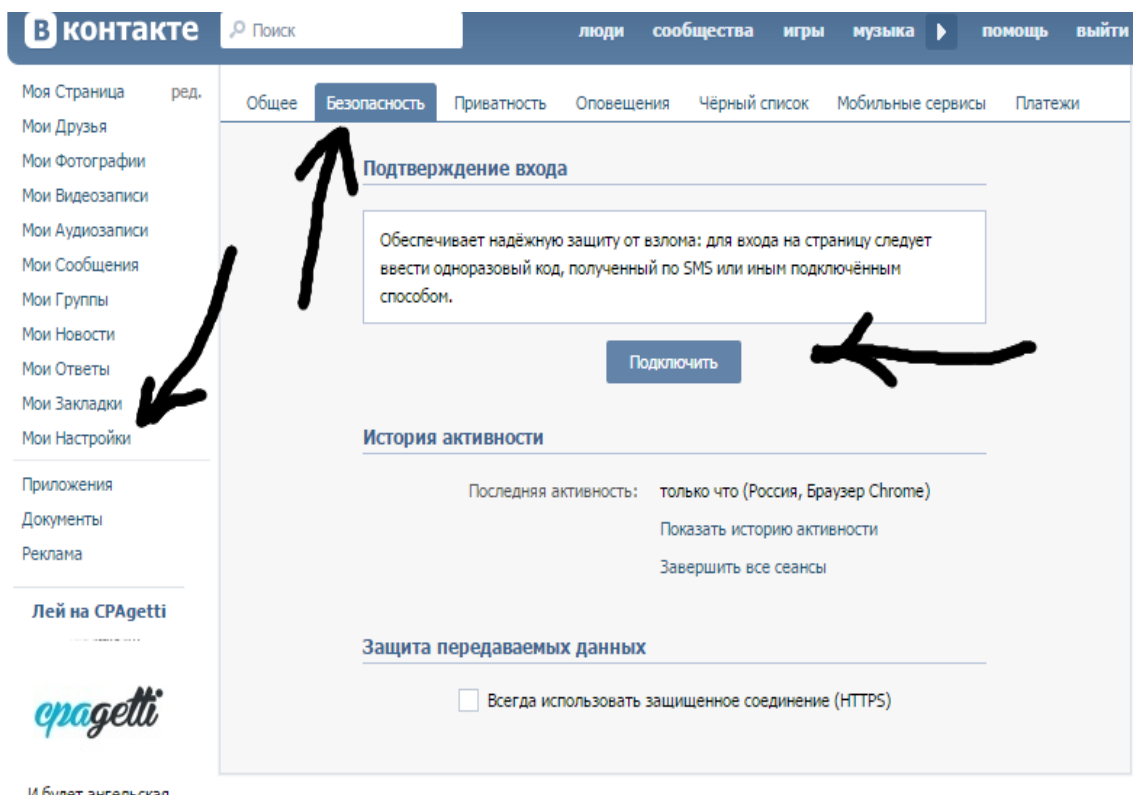 В контакте
Поиск
люди сообщества игры музыка помощь выйти
Моя Страница ред.
Мои Друзья
Мои Фотографии
Мои Видеозаписи
Мои Аудиозаписи
Мои Сообщения
Мои Группы
Мои Новости
Мои Ответы
Мои Закладки
Мои Настройки
Приложения
Документы
Реклама
Лей на CPAgetti
cpagetti
И будет ангельская
Общее Безопасность Приватность Оповещения Чёрный список Мобильные сервисы Платежи
Подтверждение входа
Обеспечивает надёжную защиту от взлома: для входа на страницу следует
ввести одноразовый код, полученный по SMS или иным подключённым
способом.
Подключить
История активности
Последняя активность: только что (Россия, Браузер Chrome)
Показать историю активности
Завершить все сеансы
Защита передаваемых данных
Всегда использовать защищенное соединение (HTTPS)